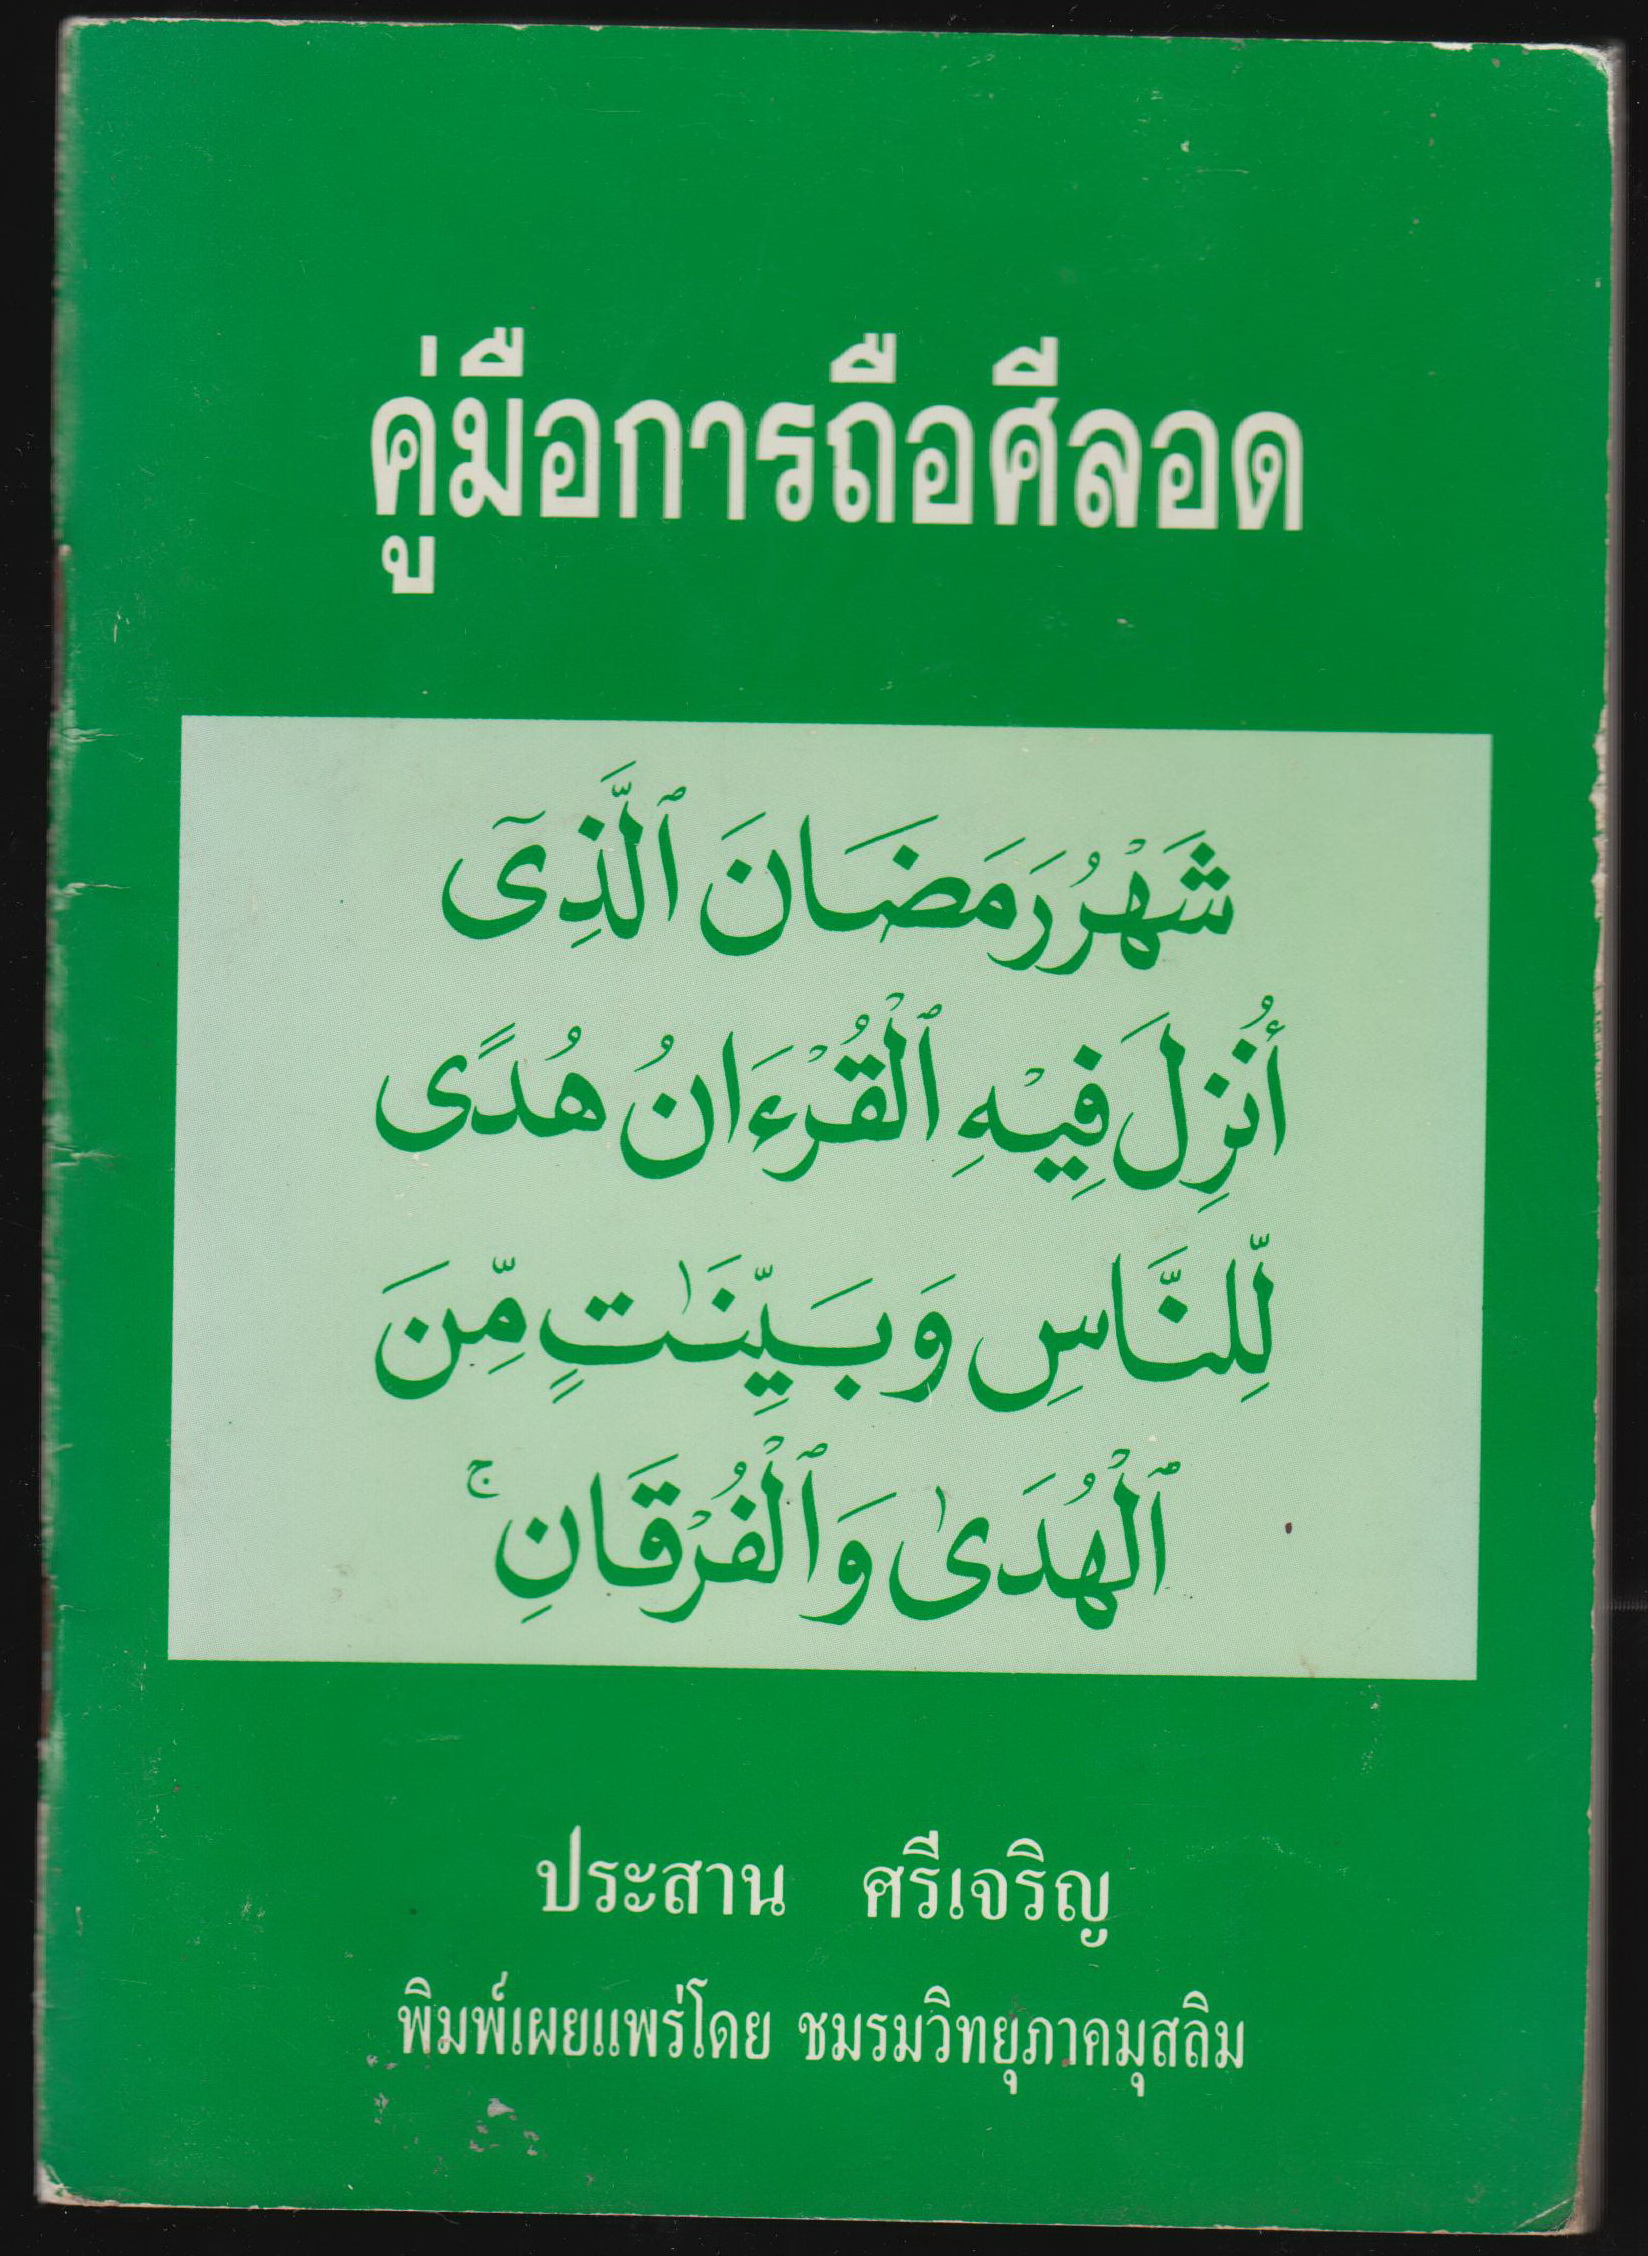 คู่มือการถือศีลอด
شَهْرُ رَمَضَانَ ٱلَّذِىٓ
أُنزِلَ فِيْهِ ٱلْقُرْءَانُ هُدًى
لِّلنَّاسِ وَبَيِّنَٰتٍ مِّنَ
ٱلْهُدَىٰ وَٱلْفُرْقَانِ ۚ
ประสาน ศรีเจริญ
พิมพ์เผยแพร่โดย ชมรมวิทยุภาคมุสลิม